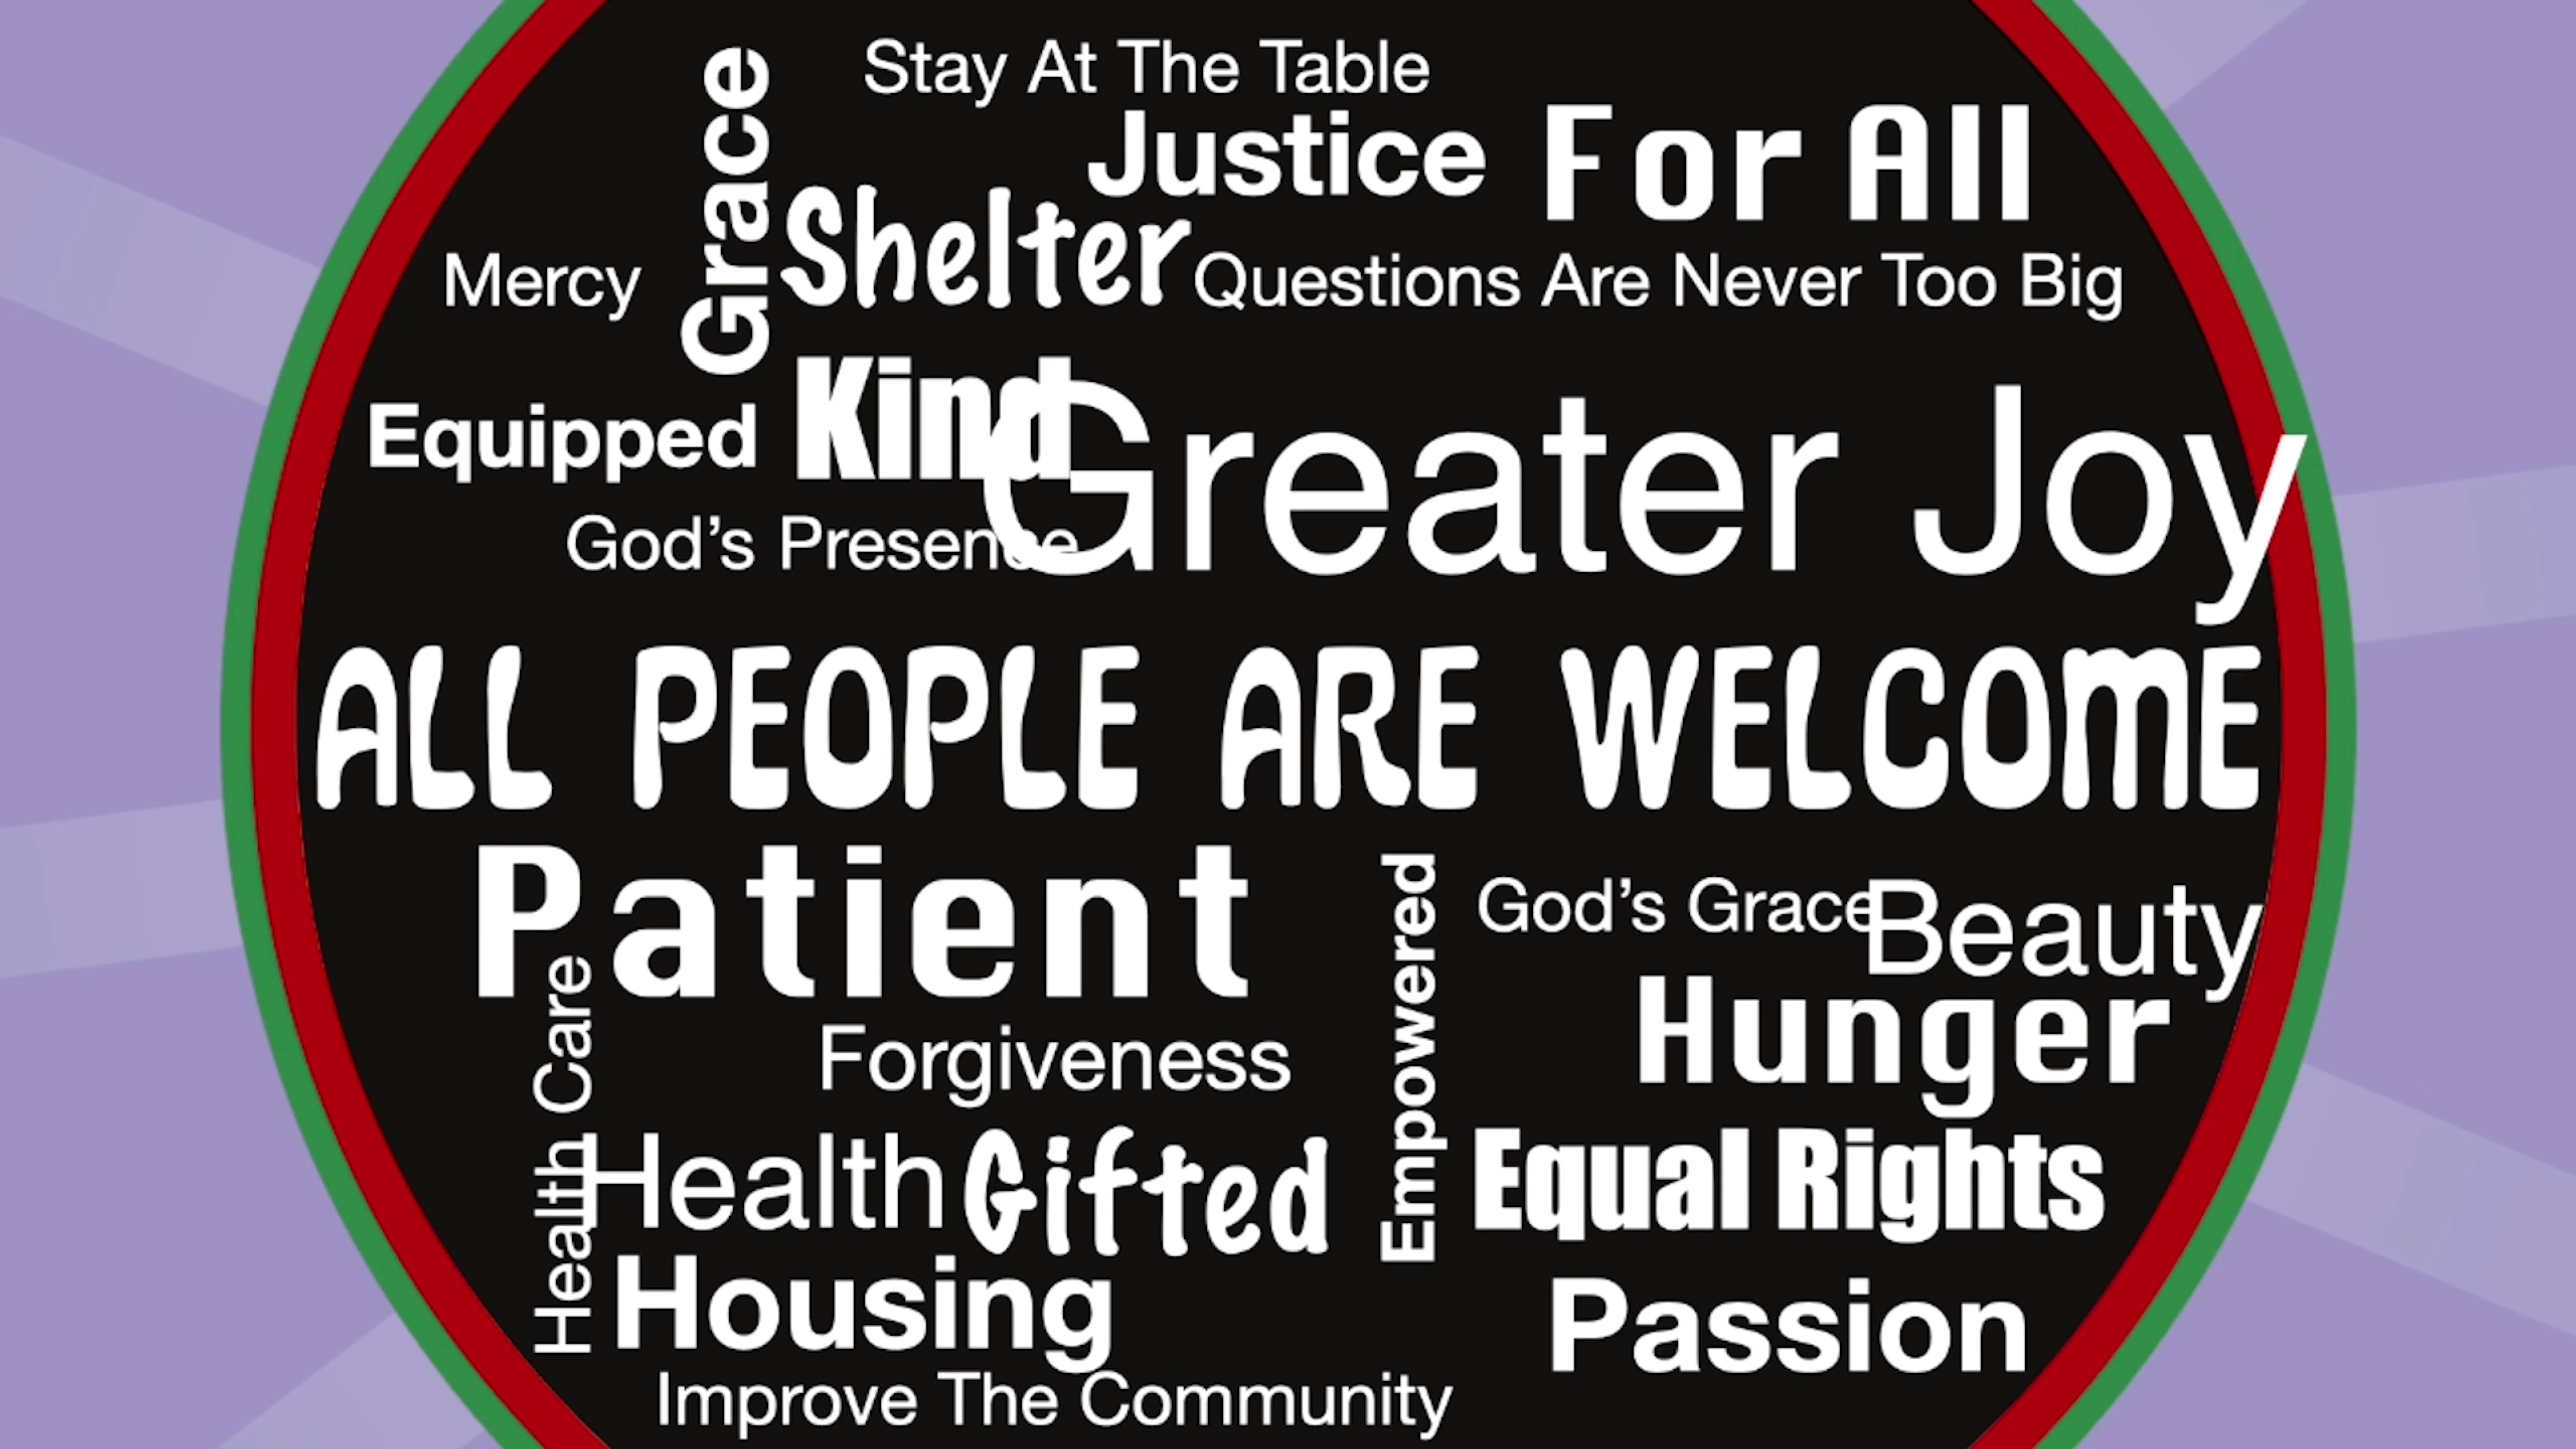 Stay At The Table
Grace
Justice
For All
Shelter
Mercy
Questions Are Never Too Big
Kind
Equipped
Greater Joy
God’s Presence
ALL PEOPLE ARE WELCOME
Patient
Empowered
God’s Grace
Beauty
Health Care
Hunger
Forgiveness
Health
Gifted
Equal Rights
Housing
Passion
Improve The Community